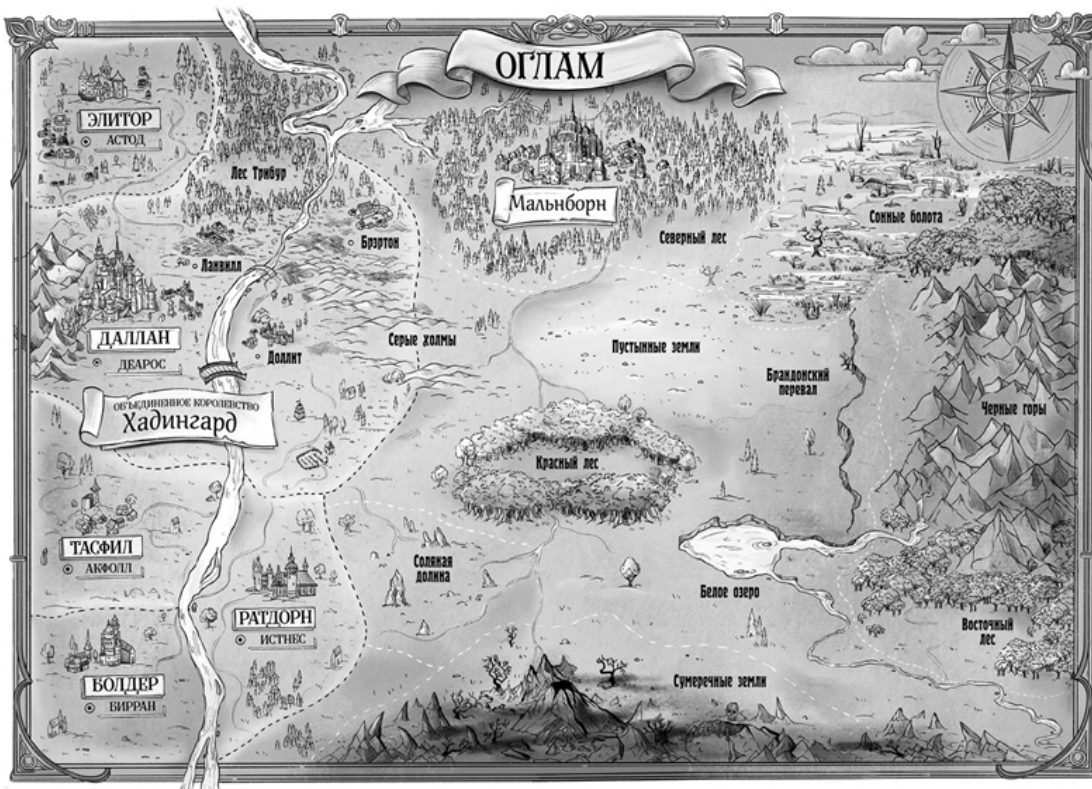 ОГЛАМ
ЭЛИТОР
АСТОД
Лес Трибур
Мальнборн
Сонные болота
Брэртон
Северный лес
Ланвилл
ДАЛЛАН
ДЕАРОС
Доллит
Серые холмы
Пустынные земли
Брандонский
перевал
Черные горы
ОБЪЕДИНЕННОЕ КОРОЛЕВСТВО
Хадингард
Красный лес
ТАСФИЛ
АКФОЛЛ
Соляная
долина
Белое озеро
РАТДОРН
ИСТНЕС
Восточный
лес
БОЛДЕР
БИРРАН
Сумеречные земли